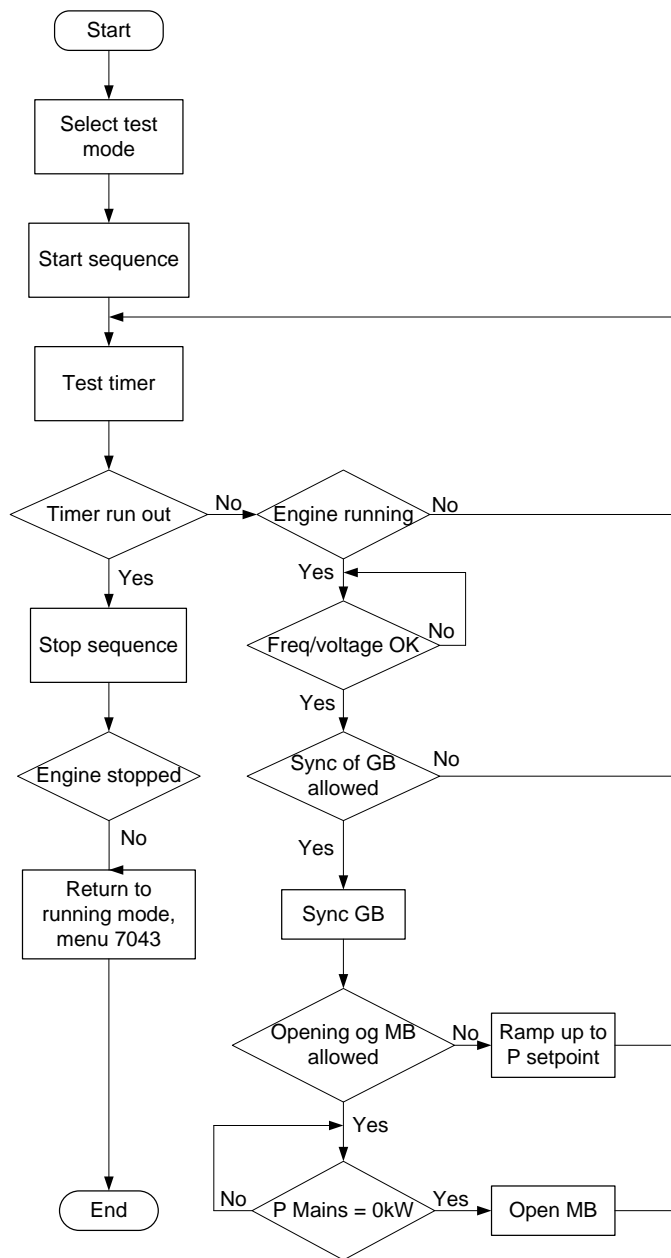 Start
Select test
mode
Start sequence
Test timer
Timer run out
No
Engine running
No
Yes
Yes
Stop sequence
Freq/voltage OK
No
Yes
Engine stopped
Sync of GB
allowed
No
No
Yes
Return to
running mode,
menu 7043
Sync GB
Opening og MB
allowed
No
Ramp up to
P setpoint
Yes
P Mains = 0kW
No
Yes
Open MB
End